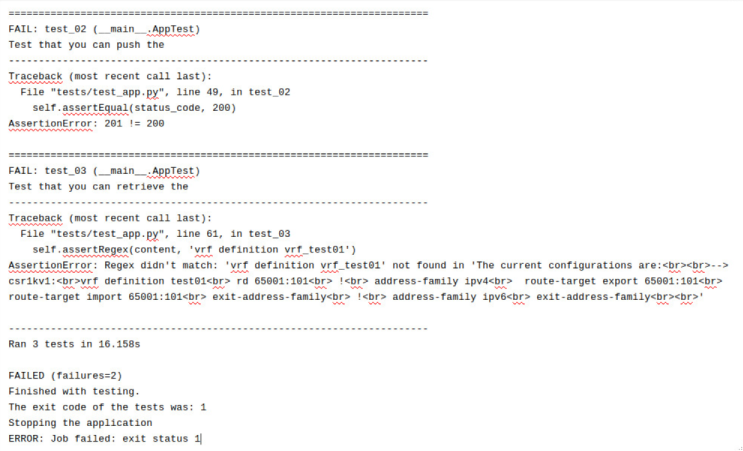 ======================================================================
FAIL: test_02 (__main__.AppTest)
Test that you can push the
----------------------------------------------------------------------
Traceback (most recent call last):
  File "tests/test_app.py", line 49, in test_02
    self.assertEqual(status_code, 200)
AssertionError: 201 != 200

======================================================================
FAIL: test_03 (__main__.AppTest)
Test that you can retrieve the
----------------------------------------------------------------------
Traceback (most recent call last):
  File "tests/test_app.py", line 61, in test_03
    self.assertRegex(content, 'vrf definition vrf_test01')
AssertionError: Regex didn't match: 'vrf definition vrf_test01' not found in 'The current configurations are:<br><br>-->
csr1kv1:<br>vrf definition test01<br> rd 65001:101<br> !<br> address-family ipv4<br>  route-target export 65001:101<br>
route-target import 65001:101<br> exit-address-family<br> !<br> address-family ipv6<br> exit-address-family<br><br>'

----------------------------------------------------------------------
Ran 3 tests in 16.158s

FAILED (failures=2)
Finished with testing.
The exit code of the tests was: 1
Stopping the application
ERROR: Job failed: exit status 1